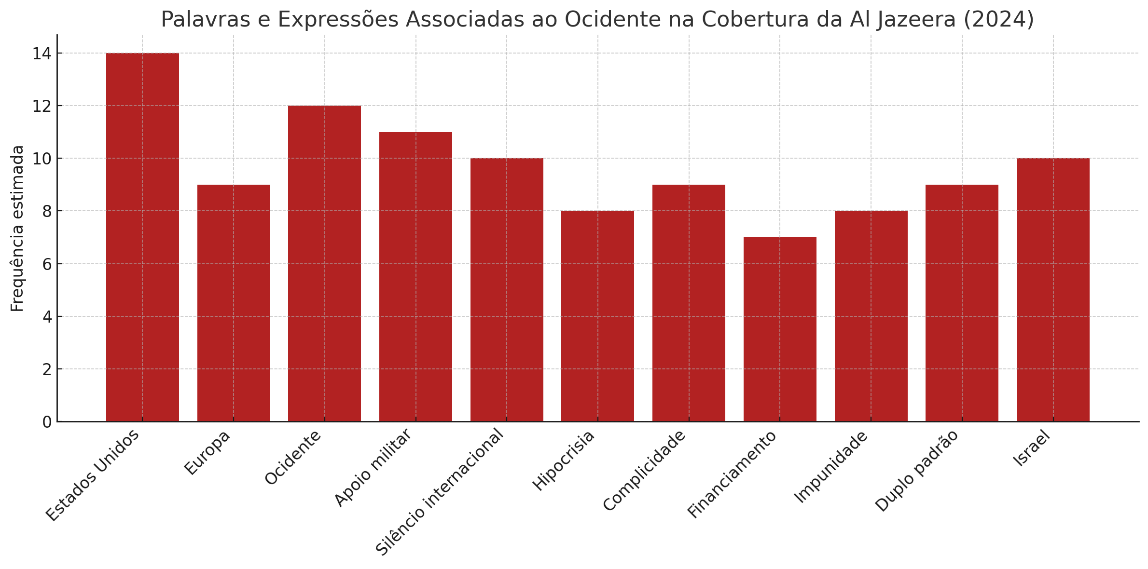 Palavras e Expressões Associadas ao Ocidente na Cobertura da Al Jazeera (2024)
Frequência estimada
14
12
10
8
6
4
2
0
Estados Unidos
Europa
Ocidente
Apoio militar
Silêncio internacional
Hipocrisia
Complicidade
Financiamento
Impunidade
Duplo padrão
Israel